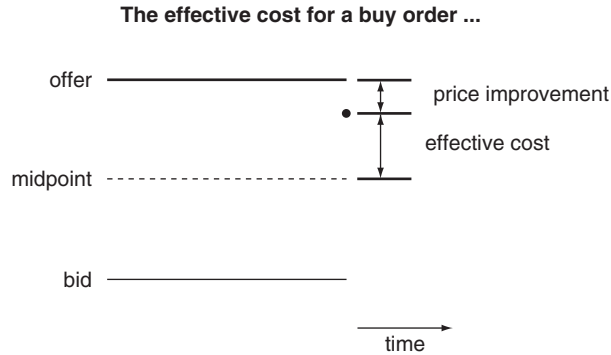 The effective cost for a buy order ...
offer
price improvement
effective cost
midpoint
bid
time